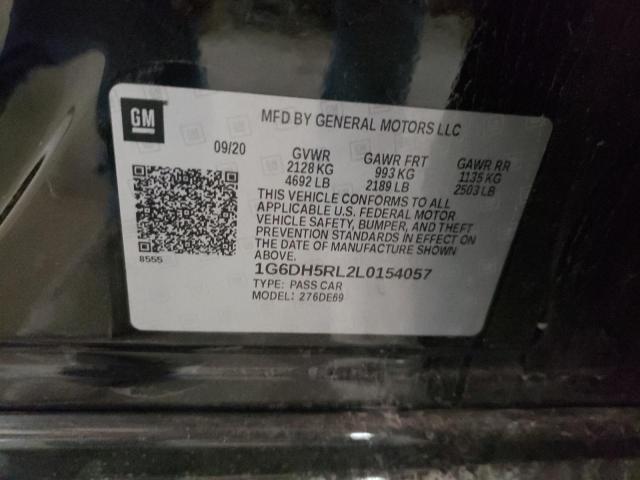 GM
MFD BY GENERAL MOTORS LLC
09/20 GVWR GAWR FRT GAWR RR
2128 KG 993 KG 1135 KG
4692 LB 2189 LB 2503 LB
THIS VEHICLE CONFORMS TO ALL
APPLICABLE U.S. FEDERAL MOTOR
VEHICLE SAFETY, BUMPER, AND THEFT
PREVENTION STANDARDS IN EFFECT ON
THE DATE OF MANUFACTURE SHOWN
ABOVE.
8555
1G6DH5RL2L0154057
TYPE: PASS CAR
MODEL: 276DE69